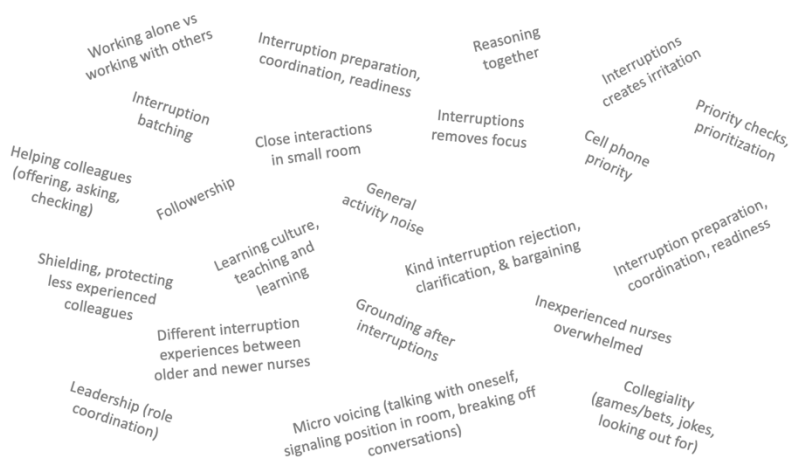 Working alone vs
working with others
Interruption preparation,
coordination, readiness
Reasoning
together
Interruptions
creates irritation
Interruption
batching
Close interactions
in small room
Interruptions
removes focus
Cell phone
priority
Priority checks,
prioritization
Helping colleagues
(offering, asking,
checking)
Followership
General
activity noise
Learning culture,
teaching and
learning
Kind interruption rejection,
clarification, & bargaining
Interruption preparation,
coordination, readiness
Shielding, protecting
less experienced
colleagues
Different interruption
experiences between
older and newer nurses
Grounding after
interruptions
Inexperienced nurses
overwhelmed
Leadership (role
coordination)
Micro voicing (talking with oneself,
signaling position in room, breaking off
conversations)
Collegiality
(games/bets, jokes,
looking out for)